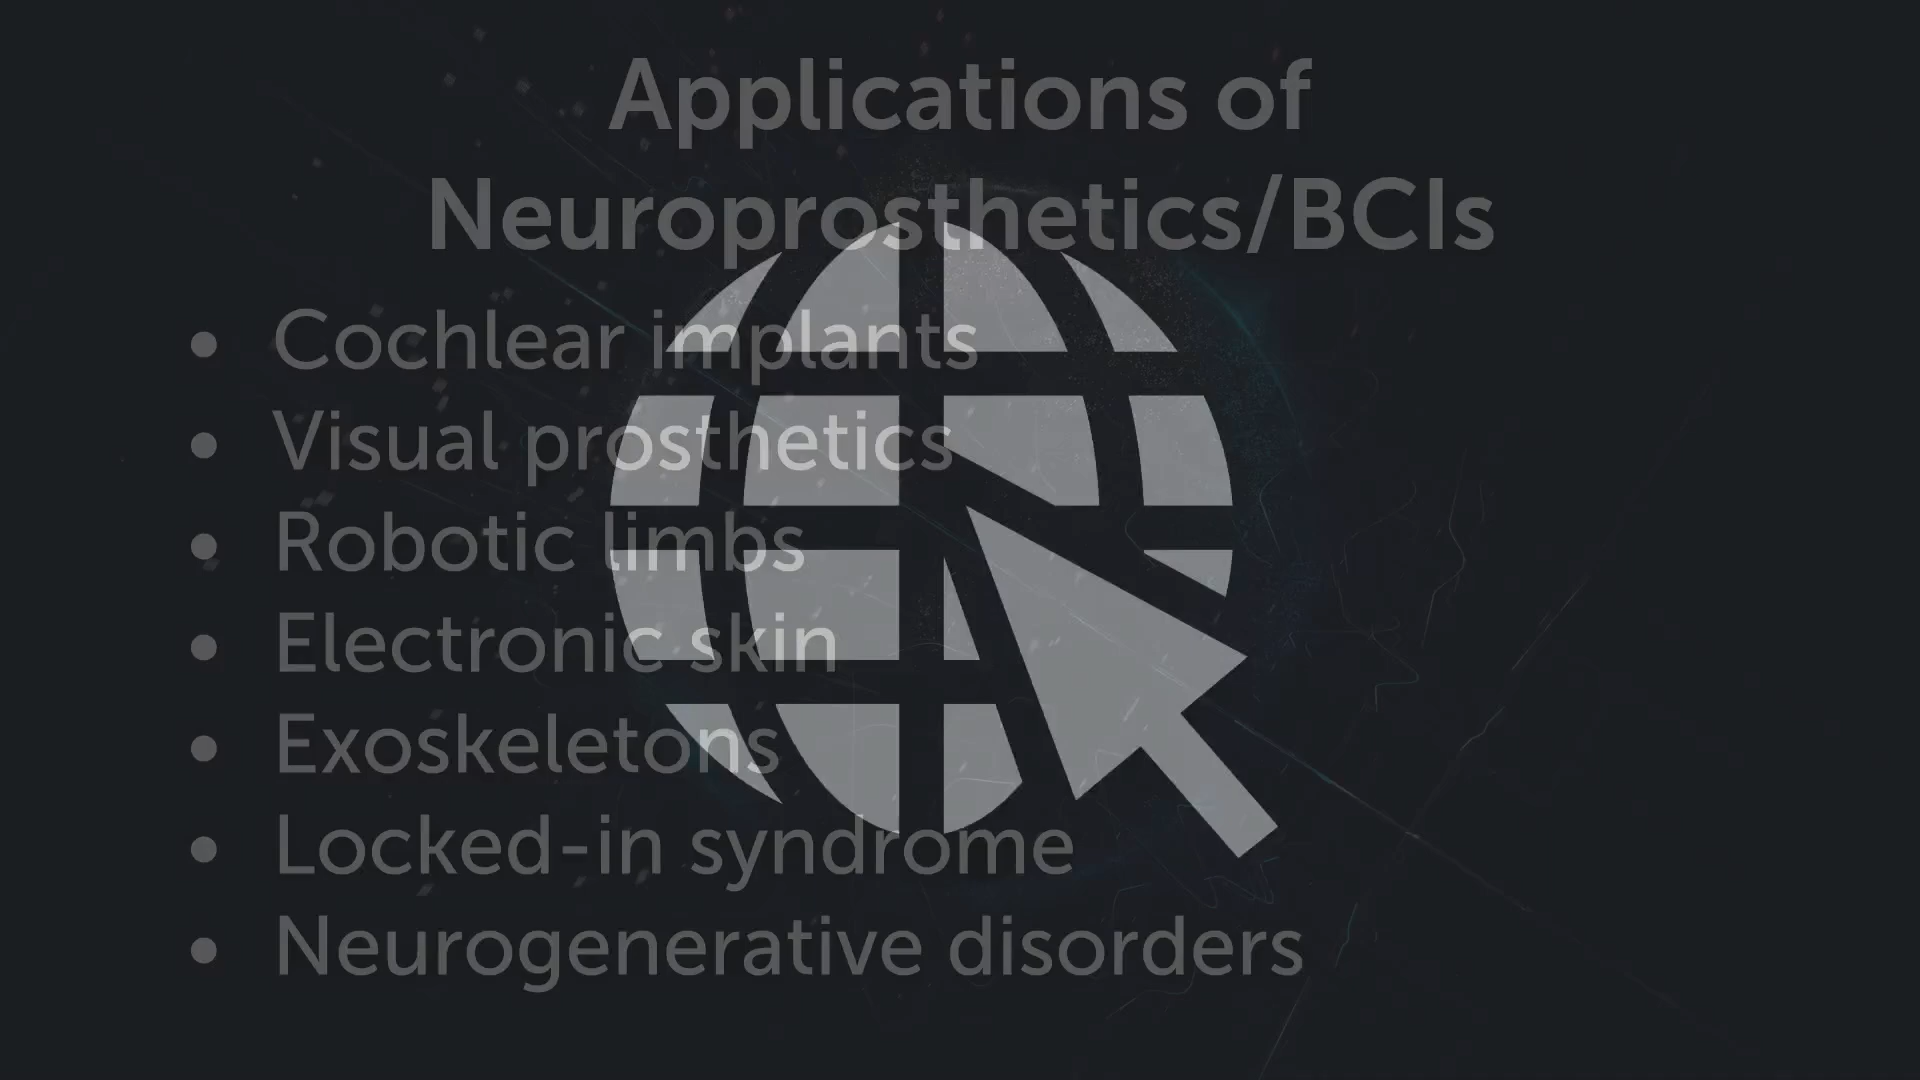 Applications of
Neuroprosthetics/BCIs
• Cochlear implants
• Visual prosthetics
• Robotic limbs
• Electronic skin
• Exoskeletons
• Locked-in syndrome
• Neurogenerative disorders